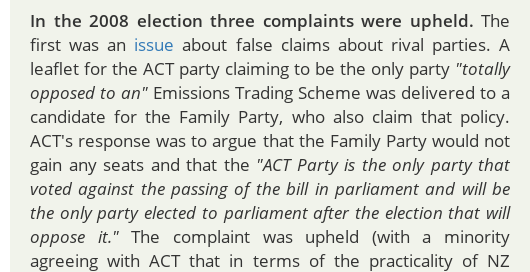 In the 2008 election three complaints were upheld. The
first was an issue about false claims about rival parties. A
leaflet for the ACT party claiming to be the only party "totally
opposed to an" Emissions Trading Scheme was delivered to a
candidate for the Family Party, who also claim that policy.
ACT's response was to argue that the Family Party would not
gain any seats and that the "ACT Party is the only party that
voted against the passing of the bill in parliament and will be
the only party elected to parliament after the election that will
oppose it." The complaint was upheld (with a minority
agreeing with ACT that in terms of the practicality of NZ